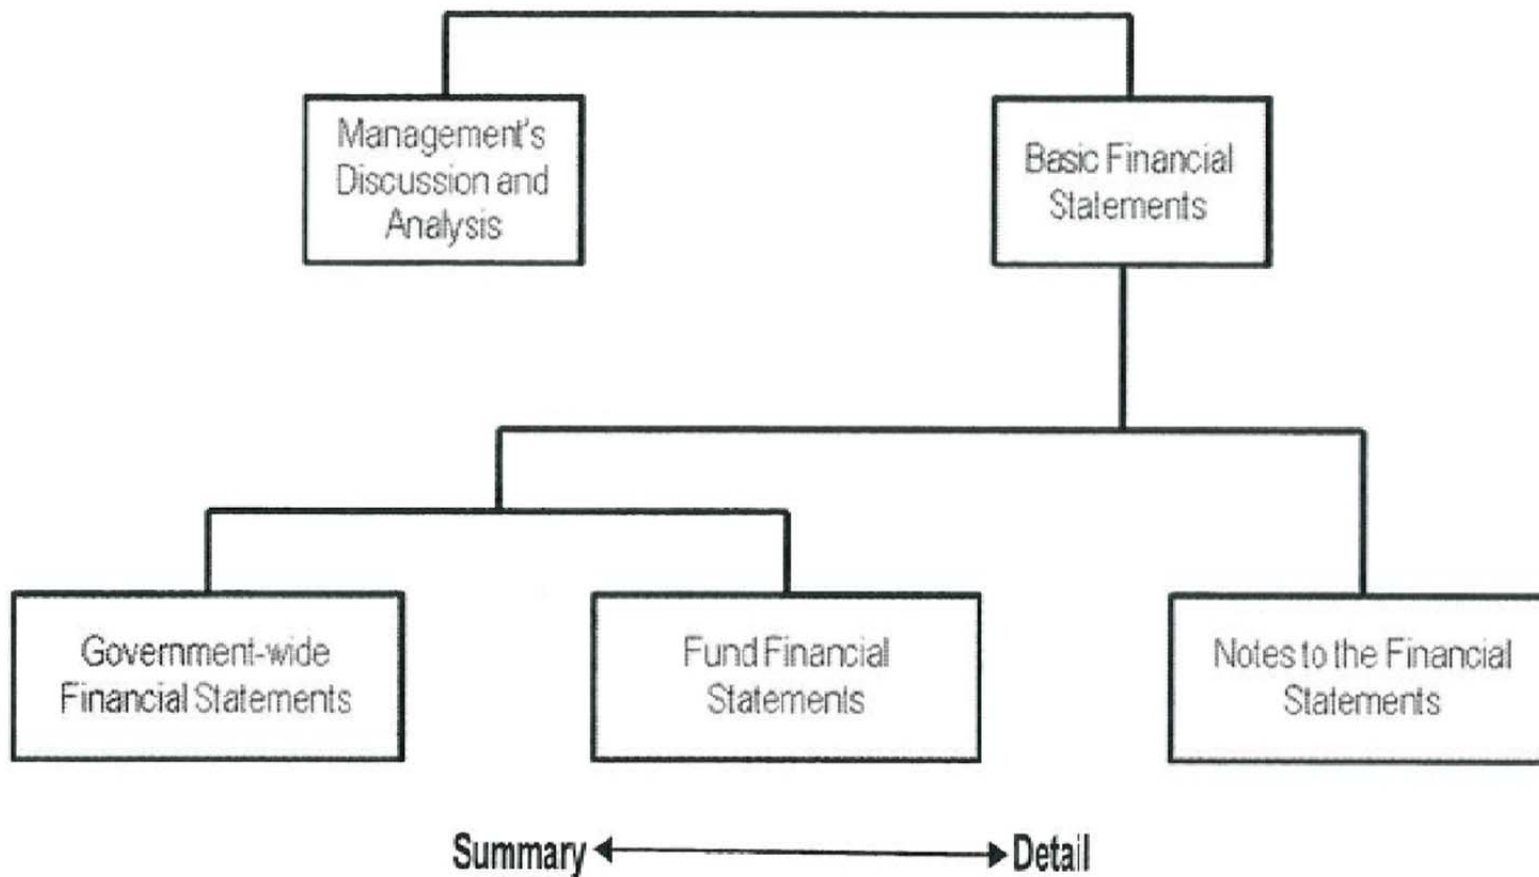 Management's
Discussion and
Analysis
Basic Financial
Statements
Government-wide
Financial Statements
Fund Financial
Statements
Notes to the Financial
Statements
Summary
Detail